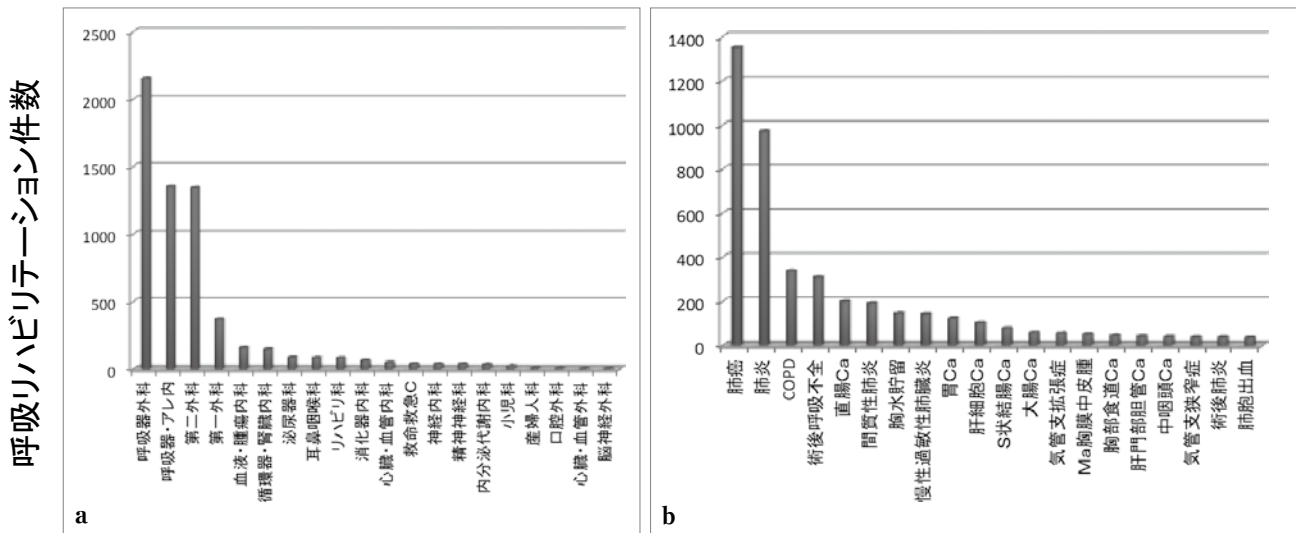 呼吸リハビリテーション件数
2500
2000
1500
1000
500
0
呼吸器外科
呼吸器・アレ内
第二外科
第一外科
血液・腫瘍内科
循環器・腎臓内科
泌尿器科
耳鼻咽喉科
リハビリ科
消化器内科
心臓・血管内科
救命救急C
神経内科
精神神経科
内分泌代謝内科
小児科
産婦人科
口腔外科
心臓・血管外科
脳神経外科
a
1400
1200
1000
800
600
400
200
0
肺癌
肺炎
COPD
術後呼吸不全
直腸Ca
間質性肺炎
胸水貯留
慢性過敏性肺臓炎
胃Ca
肝細胞Ca
S状結腸Ca
大腸Ca
気管支拡張症
Ma胸膜中皮腫
胸部食道Ca
肝門部胆管Ca
中咽頭Ca
気管支狭窄症
術後肺炎
肺胞出血
b